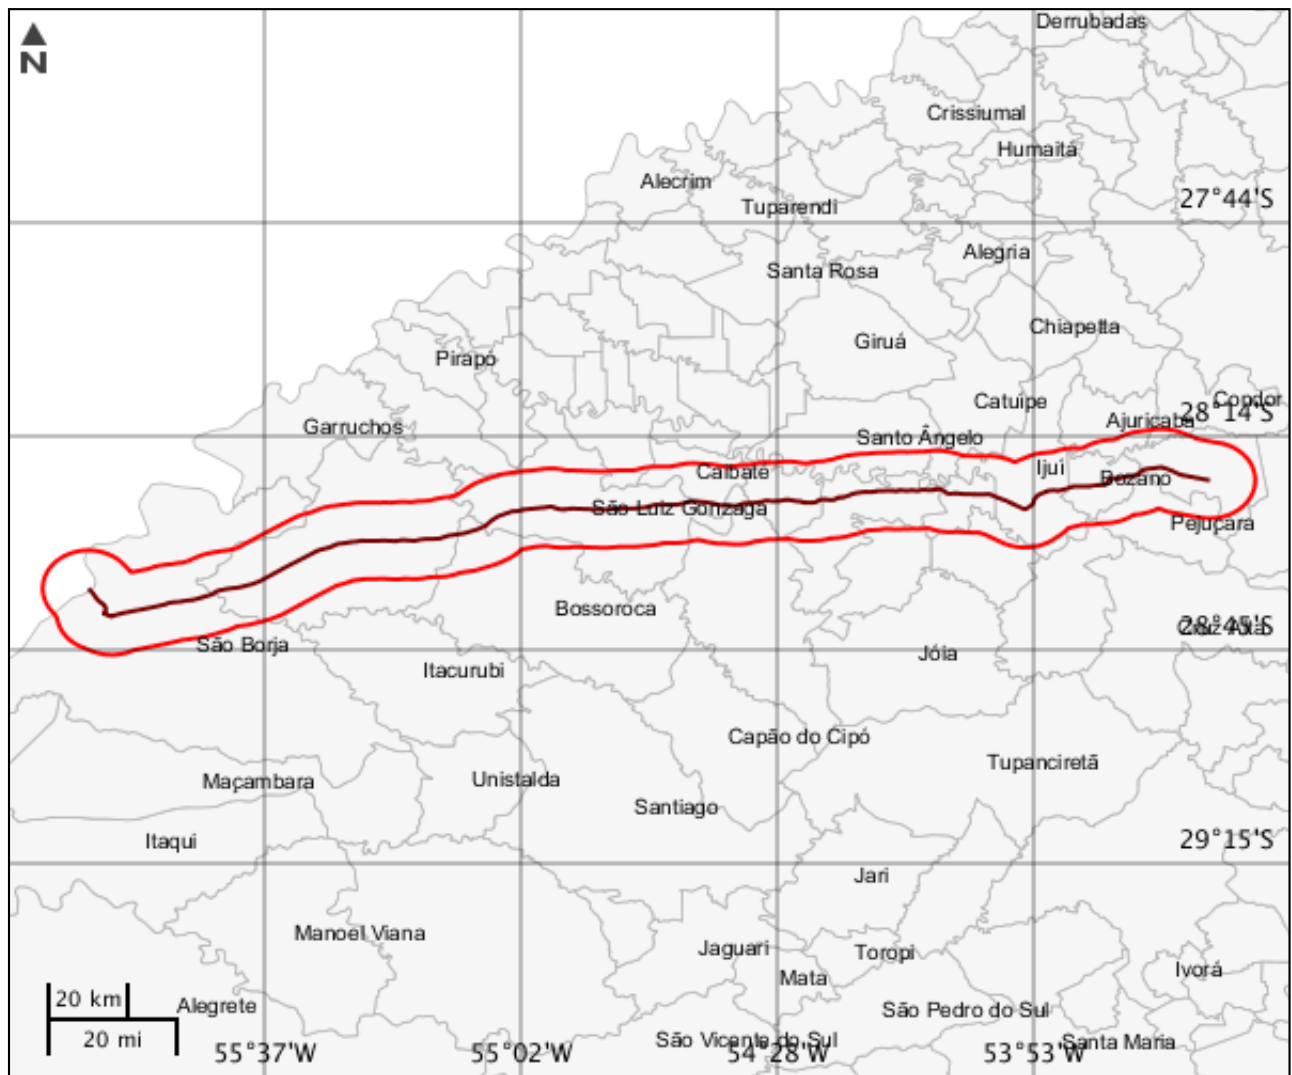 Derrubadas
N
Crissiumal
Humaitá
Alecrim
27°44'S
Tuparendi
Alegria
Santa Rosa
Chiapetta
Giruá
Pirapó
Condor
Catuípe
28°14'S
Ajuricaba
Garruchos
Santo Ângelo
Ijuí
Caibaté
Bozano
São Luiz Gonzaga
Pejuçara
Bossoroca
28°45'S
São Borja
Jóia
Itacurubi
Capão do Cipó
Tupanciretã
Unistalda
Maçambara
Santiago
Itaqui
29°15'S
Jari
Manoel Viana
Jaguari
Toropi
Ivorá
Mata
20 km
Alegrete
São Pedro do Sul
20 mi
São Vicente do Sul
Santa Maria
55°37'W
55°02'W
54°28'W
53°53'W